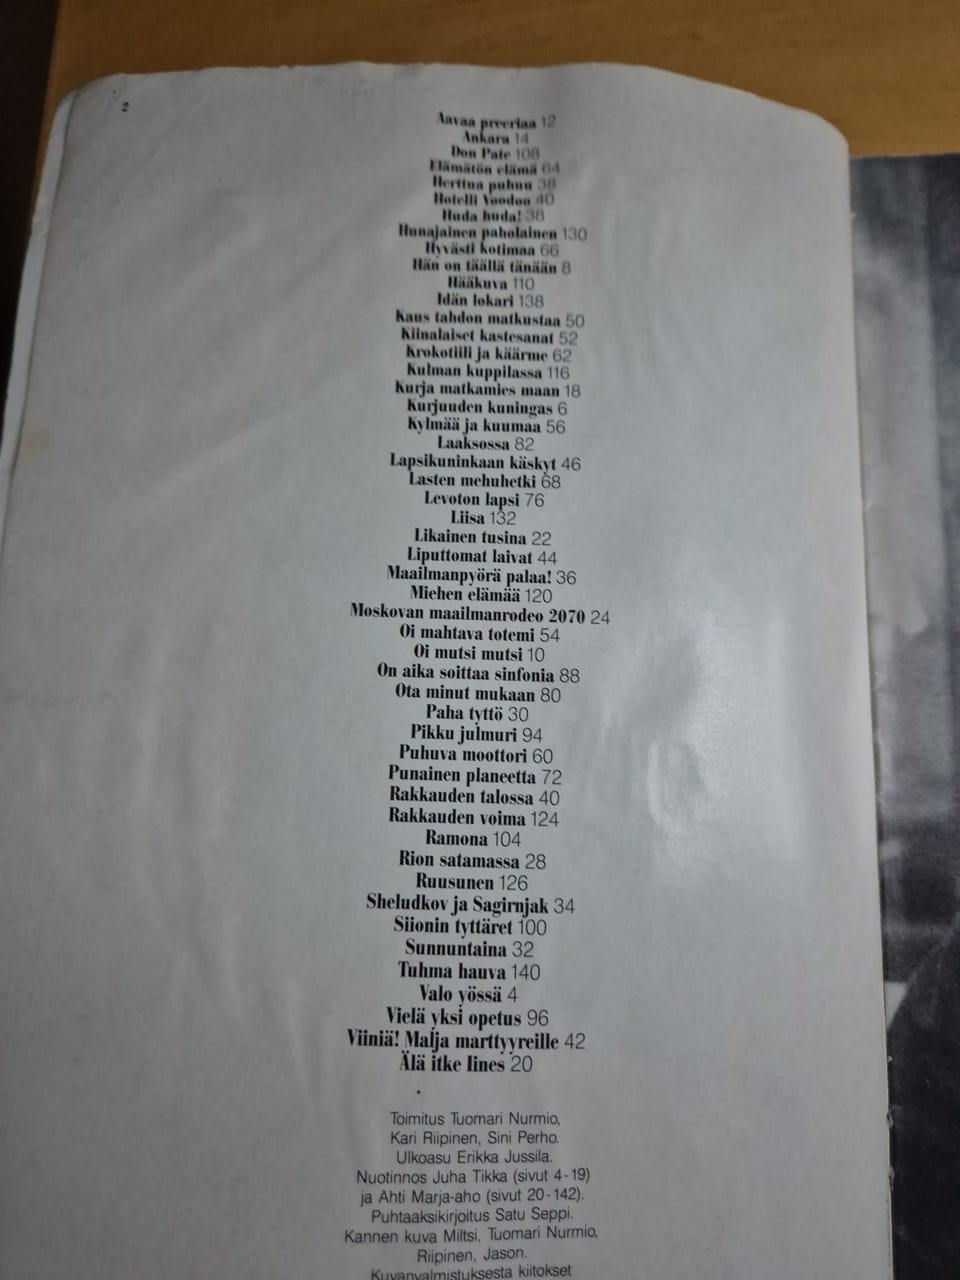 2
Aavaa preeriaa 12
Ankara 14
Don Pate 108
Elämätön elämä 64
Herttua puhuu 38
Hotelli Voodoo 40
Huda huda! 38
Hunajainen paholainen 130
Hyvästi kotimaa 66
Hän on täällä tänään 8
Hääkuva 110
Idän lokari 138
Kaus tahdon matkustaa 50
Kiinalaiset kastesanat 52
Krokotiili ja käärme 62
Kulman kuppilassa 116
Kurja matkamies maan 18
Kurjuuden kuningas 6
Kylmää ja kuumaa 56
Laaksossa 82
Lapsikuninkaan käskyt 46
Lasten mehuhetki 68
Levoton lapsi 76
Liisa 132
Likainen tusina 22
Liputtomat laivat 44
Maailmanpyörä palaa! 36
Miehen elämää 120
Moskovan maailmanrodeo 2070 24
Oi mahtava totemi 54
Oi mutsi mutsi 10
On aika soittaa sinfonia 88
Ota minut mukaan 80
Paha tyttö 30
Pikku julmuri 94
Puhuva moottori 60
Punainen planeetta 72
Rakkauden talossa 40
Rakkauden voima 124
Ramona 104
Rion satamassa 28
Ruusunen 126
Sheludkov ja Sagirnjak 34
Siionin tyttäret 100
Sunnuntaina 32
Tuhma hauva 140
Valo yössä 4
Vielä yksi opetus 96
Viiniä! Malja marttyyreille 42
Älä itke Iines 20
Toimitus Tuomari Nurmio,
Kari Riipinen, Sini Perho.
Ulkoasu Erikka Jussila.
Nuotinnos Juha Tikka (sivut 4-19)
ja Ahti Marja-aho (sivut 20-142).
Puhtaaksikirjoitus Satu Seppi.
Kannen kuva Miltsi, Tuomari Nurmio,
Riipinen, Jason.
Kuvanvalmistuksesta kiitokset